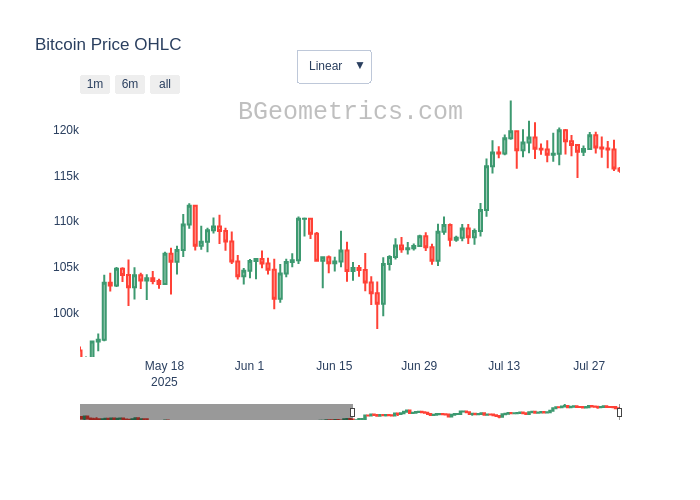 Bitcoin Price OHLC
Linear ▼
1m 6m all
BGeometrics.com
120k
115k
110k
105k
100k
May 18 Jun 1 Jun 15 Jun 29 Jul 13 Jul 27
2025